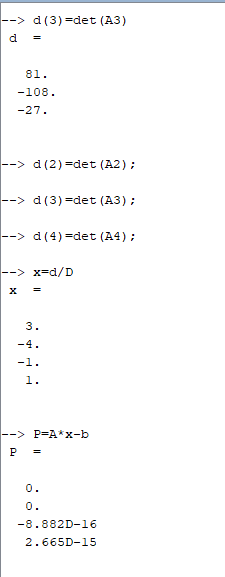 --> d(3)=det(A3)
d  =
81.
-108.
-27.
--> d(2)=det(A2);
--> d(3)=det(A3);
--> d(4)=det(A4);
--> x=d/D
x  =
3.
-4.
-1.
1.
--> P=A*x-b
P  =
0.
0.
-8.882D-16
2.665D-15